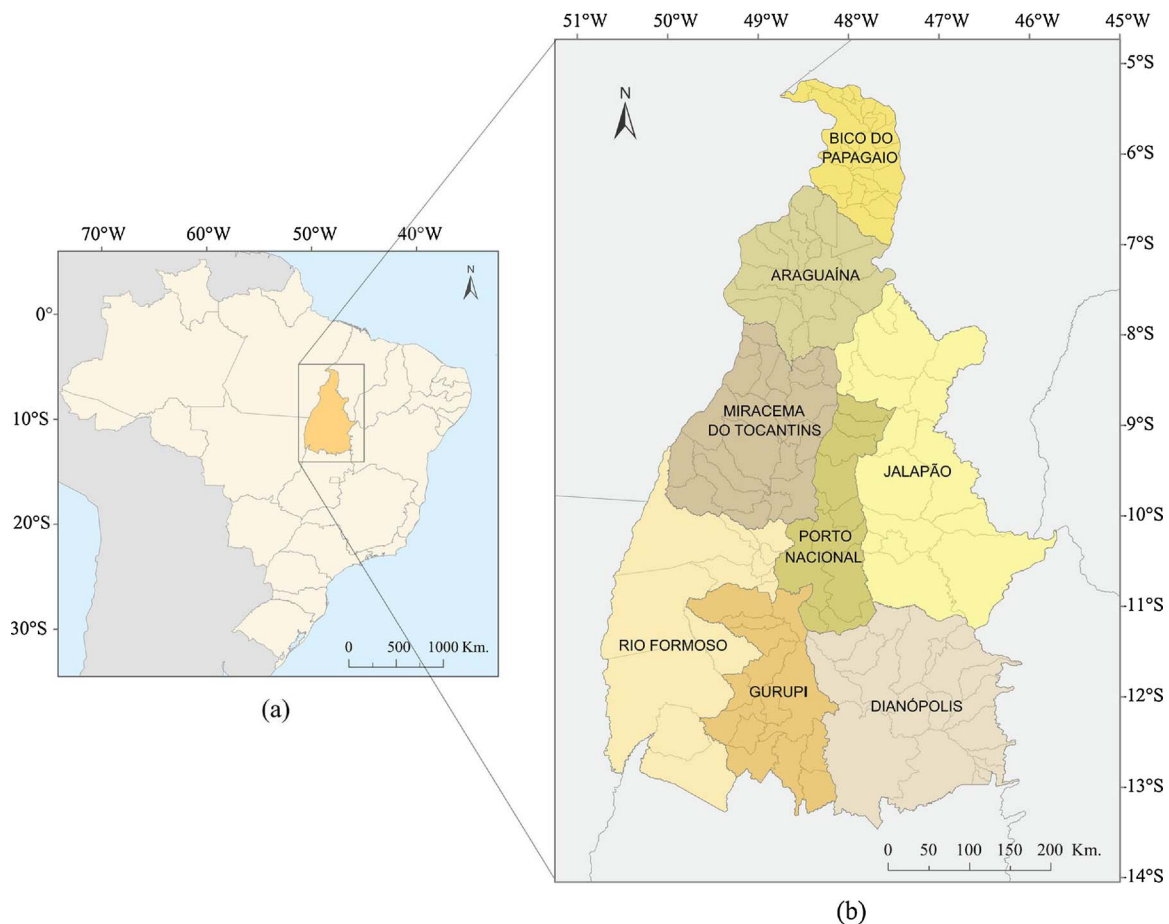 70°W 60°W 50°W 40°W
N
0°
10°S
20°S
30°S
0 500 1000 Km.
(a)
51°W 50°W 49°W 48°W 47°W 46°W 45°W
N
-5°S
BICO DO
PAPAGAIO
-6°S
-7°S
ARAGUAÍNA
-8°S
MIRACEMA
DO TOCANTINS
-9°S
JALAPÃO
-10°S
PORTO
NACIONAL
-11°S
RIO FORMOSO
GURUPI
DIANÓPOLIS
-12°S
-13°S
0 50 100 150 200 Km.
-14°S
(b)